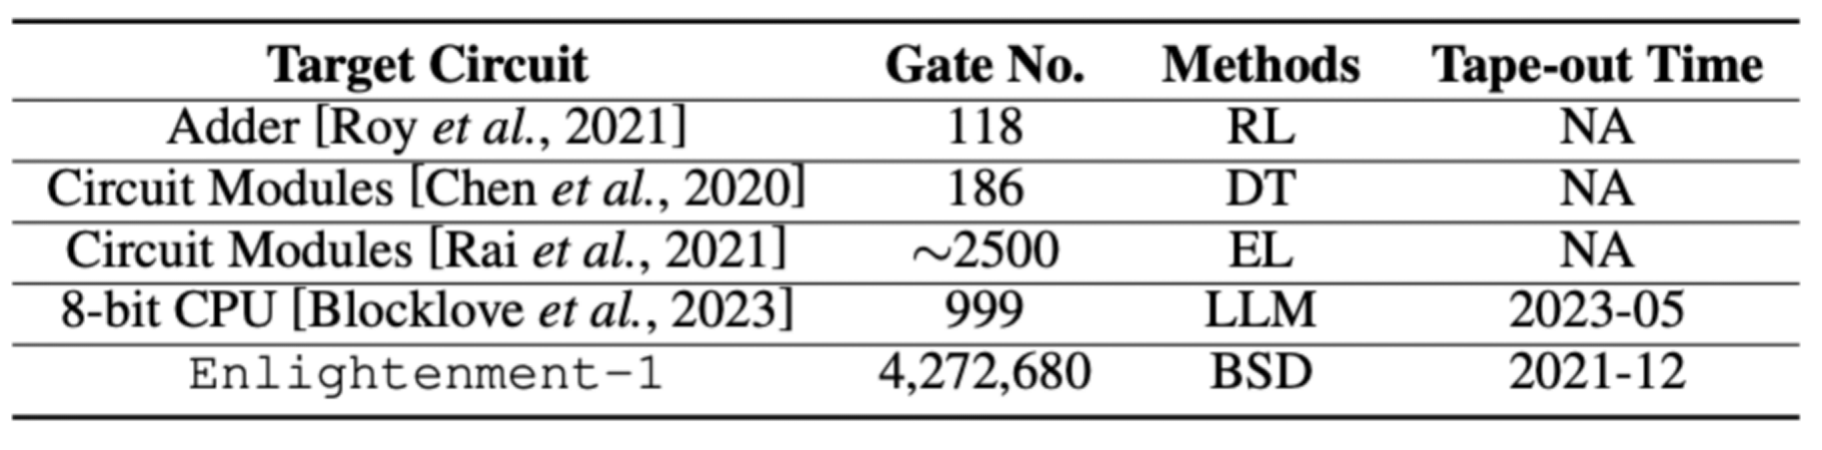 Target Circuit Gate No. Methods Tape-out Time
Adder [Roy et al., 2021] 118 RL NA
Circuit Modules [Chen et al., 2020] 186 DT NA
Circuit Modules [Rai et al., 2021] ~2500 EL NA
8-bit CPU [Blocklove et al., 2023] 999 LLM 2023-05
Enlightenment-1 4,272,680 BSD 2021-12